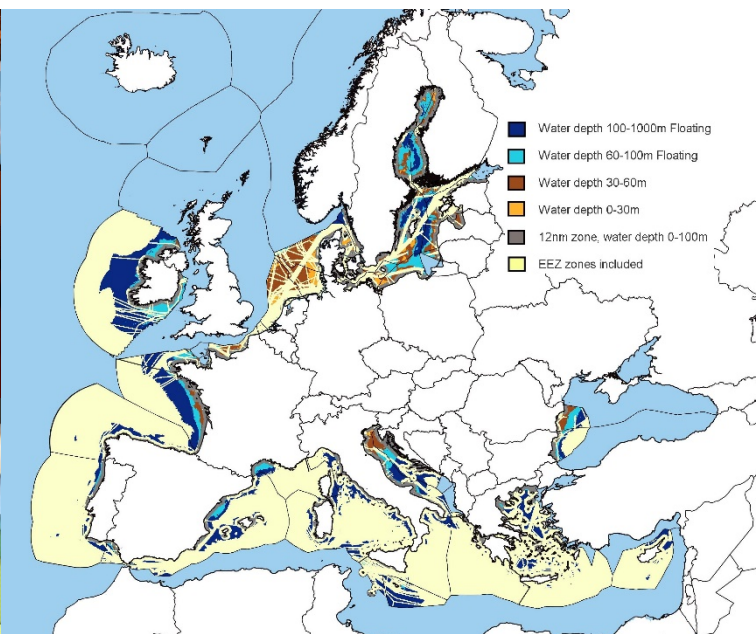 Water depth 100-1000m Floating
Water depth 60-100m Floating
Water depth 30-60m
Water depth 0-30m
12nm zone, water depth 0-100m
EEZ zones included